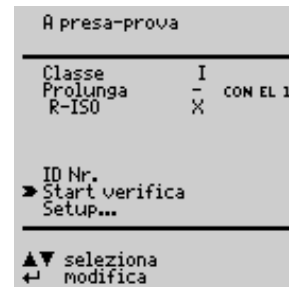 A presa-prova
Classe I
Prolunga - CON EL 1
R-ISO X
ID Nr.
Start verifica
Setup...
▲▼ seleziona
↵ modifica